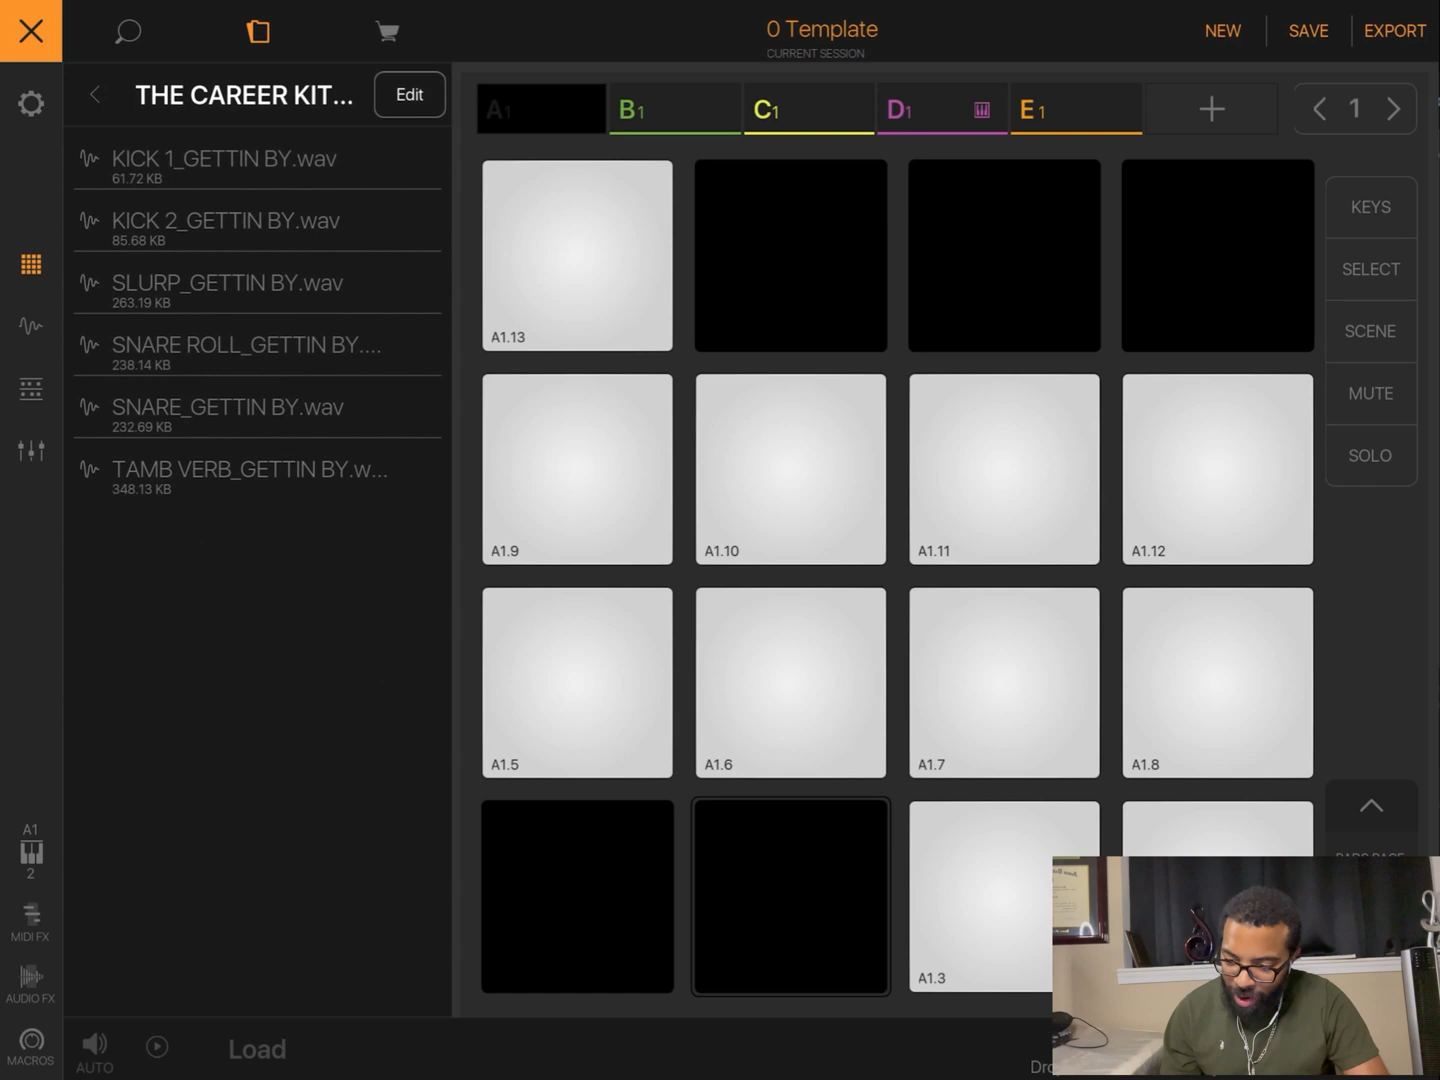 0 Template
CURRENT SESSION
NEW
SAVE
EXPORT
THE CAREER KIT...
Edit
A1
B1
C1
D1
E1
1
KICK 1_GETTIN BY.wav
61.72 KB
KICK 2_GETTIN BY.wav
85.68 KB
SLURP_GETTIN BY.wav
263.19 KB
SNARE ROLL_GETTIN BY....
238.14 KB
SNARE_GETTIN BY.wav
232.69 KB
TAMB VERB_GETTIN BY.w...
348.13 KB
A1.13
A1.9
A1.10
A1.11
A1.12
A1.5
A1.6
A1.7
A1.8
A1.3
KEYS
SELECT
SCENE
MUTE
SOLO
A1
2
MIDI FX
AUDIO FX
MACROS
AUTO
Load